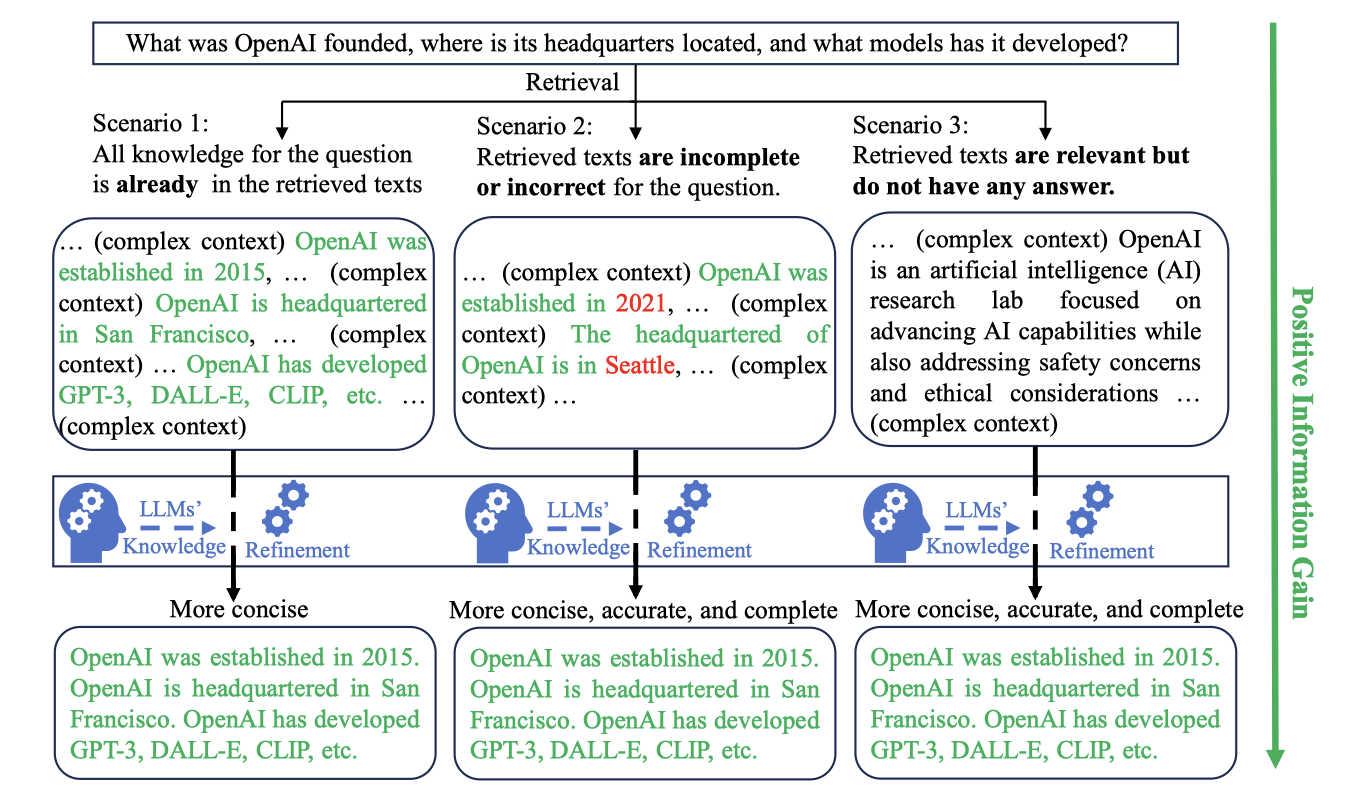 What was OpenAI founded, where is its headquarters located, and what models has it developed?
Retrieval
Scenario 1:
All knowledge for the question
is already in the retrieved texts
Scenario 2:
Retrieved texts are incomplete
or incorrect for the question.
Scenario 3:
Retrieved texts are relevant but
do not have any answer.
… (complex context) OpenAI was
established in 2015, … (complex
context) OpenAI is headquartered
in San Francisco, … (complex
context) … OpenAI has developed
GPT-3, DALL-E, CLIP, etc. …
(complex context)
… (complex context) OpenAI was
established in 2021, … (complex
context) The headquartered of
OpenAI is in Seattle, … (complex
context) …
… (complex context) OpenAI
is an artificial intelligence (AI)
research lab focused on
advancing AI capabilities while
also addressing safety concerns
and ethical considerations …
(complex context)
LLMs'
Knowledge
Refinement
LLMs'
Knowledge
Refinement
LLMs'
Knowledge
Refinement
More concise
More concise, accurate, and complete
More concise, accurate, and complete
OpenAI was established in 2015.
OpenAI is headquartered in San
Francisco. OpenAI has developed
GPT-3, DALL-E, CLIP, etc.
OpenAI was established in 2015.
OpenAI is headquartered in San
Francisco. OpenAI has developed
GPT-3, DALL-E, CLIP, etc.
OpenAI was established in 2015.
OpenAI is headquartered in San
Francisco. OpenAI has developed
GPT-3, DALL-E, CLIP, etc.
Positive Information Gain